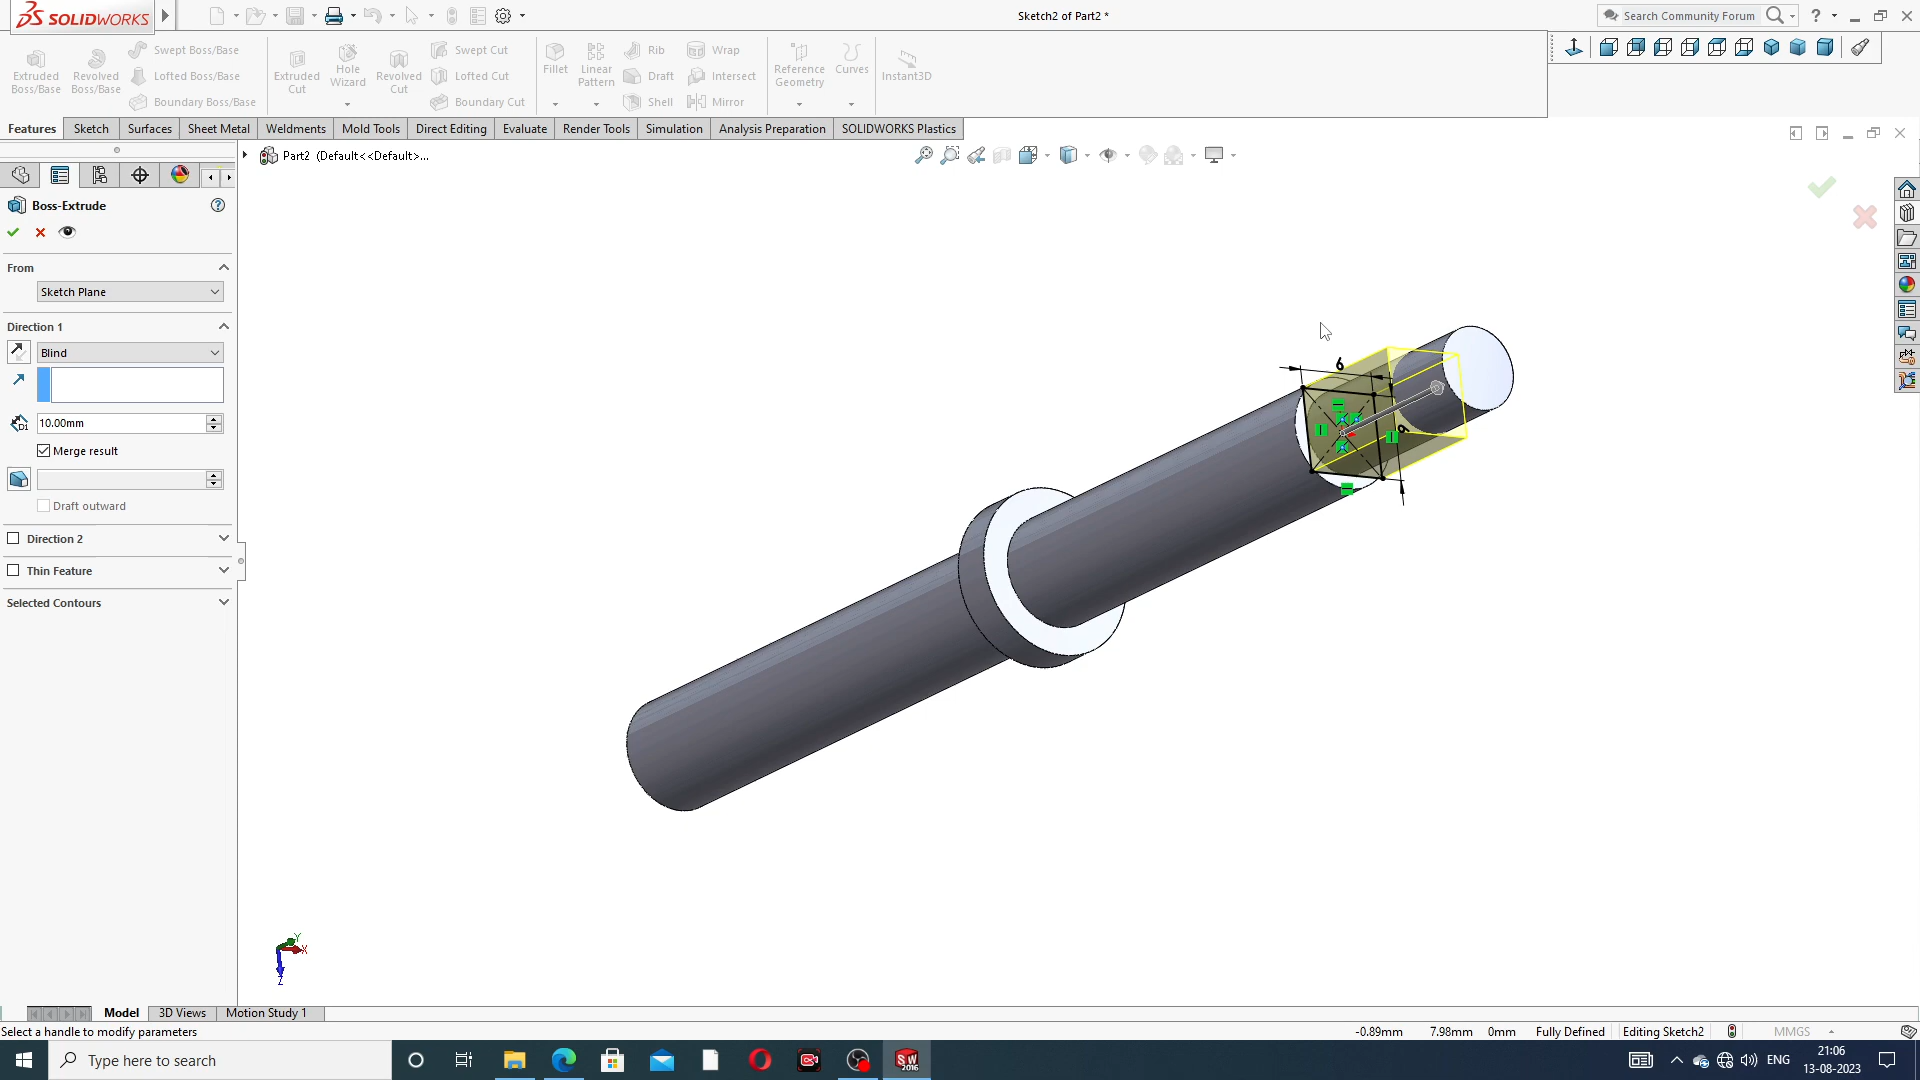 SOLIDWORKS
Sketch2 of Part2 *
Search Community Forum
Extruded Boss/Base
Revolved Boss/Base
Swept Boss/Base
Lofted Boss/Base
Boundary Boss/Base
Extruded Cut
Hole Wizard
Revolved Cut
Swept Cut
Lofted Cut
Boundary Cut
Fillet
Linear Pattern
Rib
Draft
Shell
Wrap
Intersect
Mirror
Reference Geometry
Curves
Instant3D
Features
Sketch
Surfaces
Sheet Metal
Weldments
Mold Tools
Direct Editing
Evaluate
Render Tools
Simulation
Analysis Preparation
SOLIDWORKS Plastics
Part2 (Default<<Default>...
Boss-Extrude
From
Sketch Plane
Direction 1
Blind
D1
10.00mm
Merge result
Draft outward
Direction 2
Thin Feature
Selected Contours
6
9
Y
X
Z
Model
3D Views
Motion Study 1
Select a handle to modify parameters
-0.89mm
7.98mm
0mm
Fully Defined
Editing Sketch2
MMGS
Type here to search
SW
2016
ENG
21:06
13-08-2023